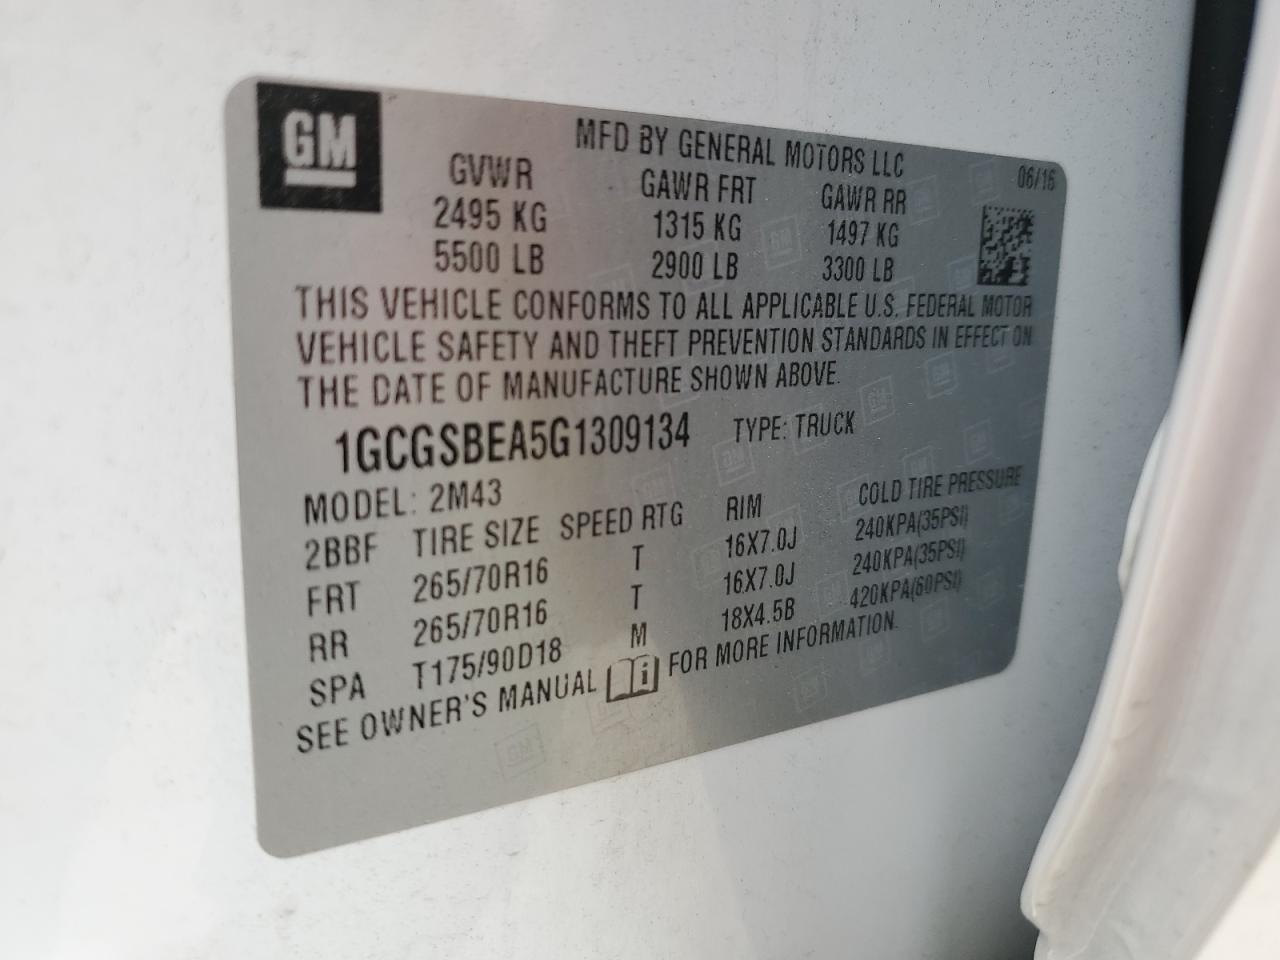 GM
MFD BY GENERAL MOTORS LLC
GVWR GAWR FRT GAWR RR 06/16
2495 KG 1315 KG 1497 KG
5500 LB 2900 LB 3300 LB
THIS VEHICLE CONFORMS TO ALL APPLICABLE U.S. FEDERAL MOTOR
VEHICLE SAFETY AND THEFT PREVENTION STANDARDS IN EFFECT ON
THE DATE OF MANUFACTURE SHOWN ABOVE.
1GCGSBEA5G1309134 TYPE: TRUCK
MODEL: 2M43
2BBF TIRE SIZE SPEED RTG RIM COLD TIRE PRESSURE
FRT 265/70R16 T 16X7.0J 240KPA(35PSI)
RR 265/70R16 T 16X7.0J 240KPA(35PSI)
SPA T175/90D18 M 18X4.5B 420KPA(60PSI)
SEE OWNER'S MANUAL FOR MORE INFORMATION.